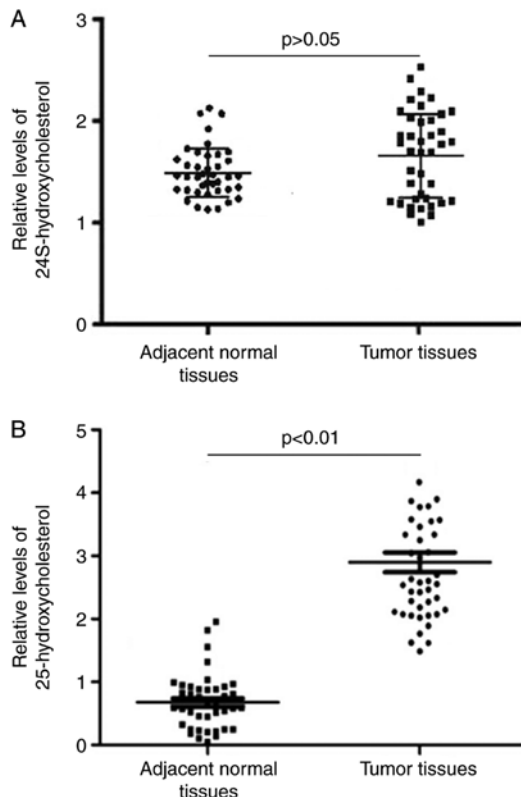 A
Relative levels of
24S-hydroxycholesterol
3
2
1
0
p>0.05
Adjacent normal
tissues
Tumor tissues
B
Relative levels of
25-hydroxycholesterol
5
4
3
2
1
0
p<0.01
Adjacent normal
tissues
Tumor tissues